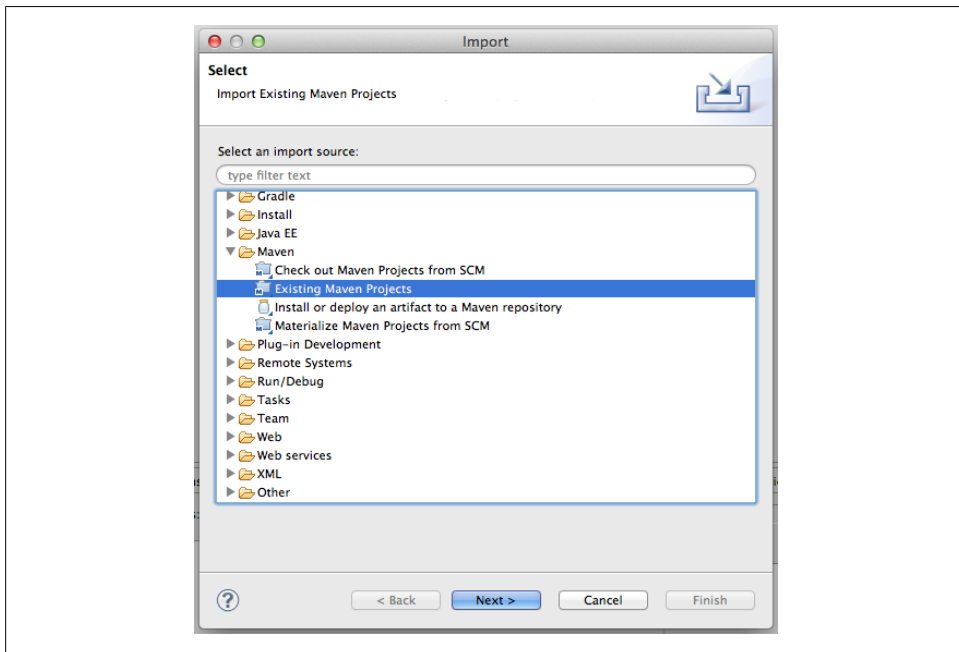 Import
Select
Import Existing Maven Projects
Select an import source:
type filter text
Gradle
Install
Java EE
Maven
Check out Maven Projects from SCM
Existing Maven Projects
Install or deploy an artifact to a Maven repository
Materialize Maven Projects from SCM
Plug-in Development
Remote Systems
Run/Debug
Tasks
Team
Web
Web services
XML
Other
?
< Back
Next >
Cancel
Finish